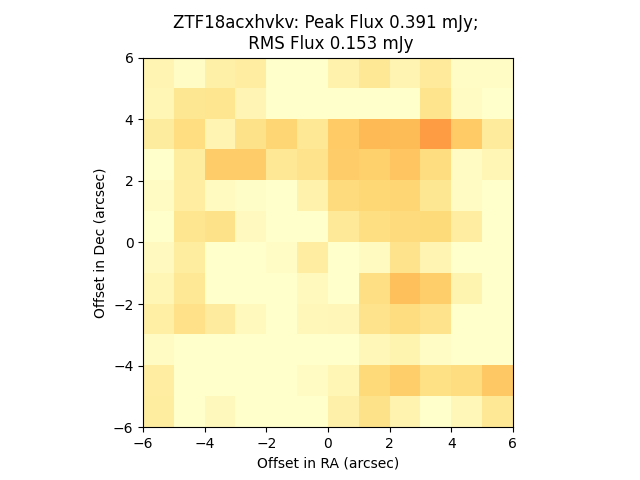 ZTF18acxhvkv: Peak Flux 0.391 mJy;
RMS Flux 0.153 mJy
6
4
2
0
−2
−4
−6
Offset in Dec (arcsec)
−6 −4 −2 0 2 4 6
Offset in RA (arcsec)